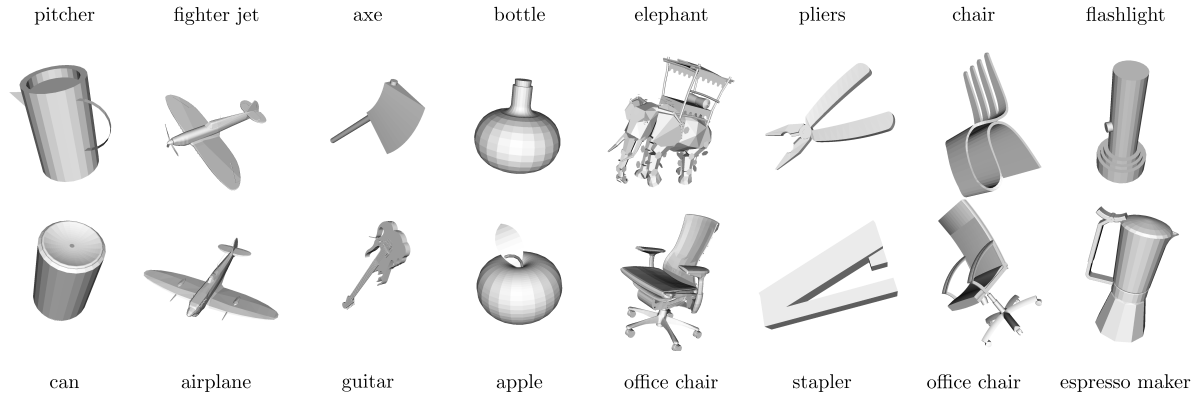 pitcher fighter jet axe bottle elephant pliers chair flashlight
can airplane guitar apple office chair stapler office chair espresso maker